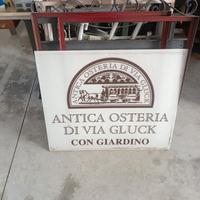 ANTICA OSTERIA DI VIA GLUCK
ANTICA OSTERIA
DI VIA GLUCK
CON GIARDINO